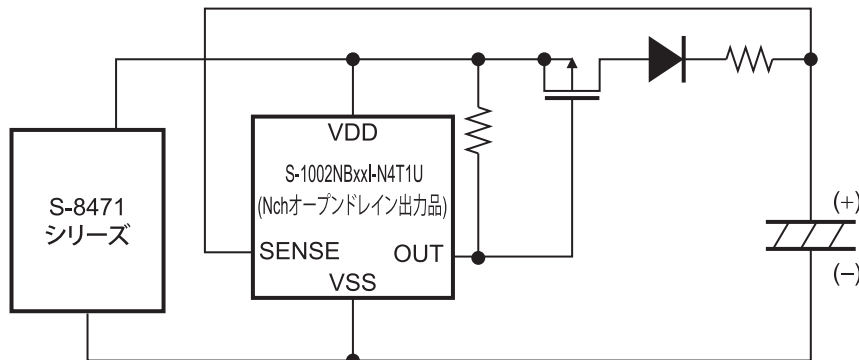 VDD
S-1002NBxxI-N4T1U
(Nchオープンドレイン出力品)
S-8471
シリーズ
SENSE
OUT
VSS
(+)
(−)